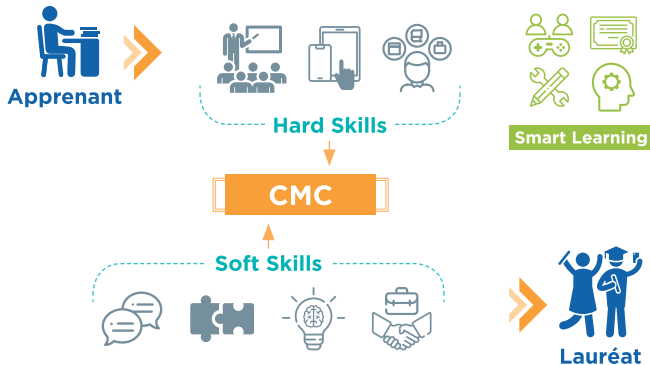 Apprenant
Hard Skills
Smart Learning
CMC
Soft Skills
Lauréat